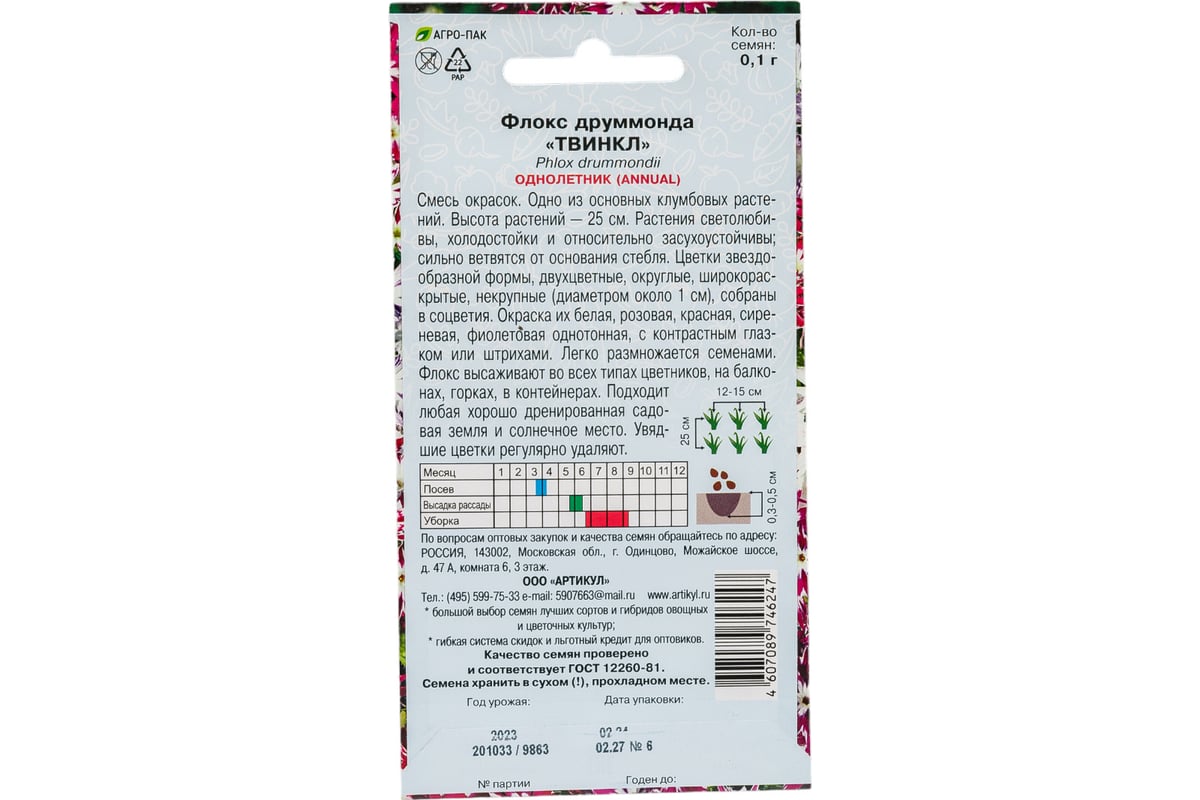 АГРО-ПАК
Кол-во
семян:
0,1 г
22
PAP
Флокс друммонда
«ТВИНКЛ»
Phlox drummondii
ОДНОЛЕТНИК (ANNUAL)
Смесь окрасок. Одно из основных клумбовых расте-
ний. Высота растений — 25 см. Растения светолюби-
вы, холодостойки и относительно засухоустойчивы;
сильно ветвятся от основания стебля. Цветки звездо-
образной формы, двухцветные, округлые, широкорас-
крытые, некрупные (диаметром около 1 см), собраны
в соцветия. Окраска их белая, розовая, красная, сире-
невая, фиолетовая однотонная, с контрастным глаз-
ком или штрихами. Легко размножается семенами.
Флокс высаживают во всех типах цветников, на балко-
нах, горках, в контейнерах. Подходит
любая хорошо дренированная садо-
вая земля и солнечное место. Увяд-
шие цветки регулярно удаляют.
12-15 см
25 см
Месяц 1 2 3 4 5 6 7 8 9 10 11 12
Посев
Высадка рассады
Уборка
0,3-0,5 см
По вопросам оптовых закупок и качества семян обращайтесь по адресу:
РОССИЯ, 143002, Московская обл., г. Одинцово, Можайское шоссе,
д. 47 А, комната 6, 3 этаж.
ООО «АРТИКУЛ»
Тел.: (495) 599-75-33 e-mail: 5907663@mail.ru www.artikyl.ru
* большой выбор семян лучших сортов и гибридов овощных
и цветочных культур;
* гибкая система скидок и льготный кредит для оптовиков.
Качество семян проверено
и соответствует ГОСТ 12260-81.
Семена хранить в сухом (!), прохладном месте.
4 607089 746247
Год урожая: Дата упаковки:
2023 02.24
201033 / 9863 02.27 № 6
№ партии Годен до: